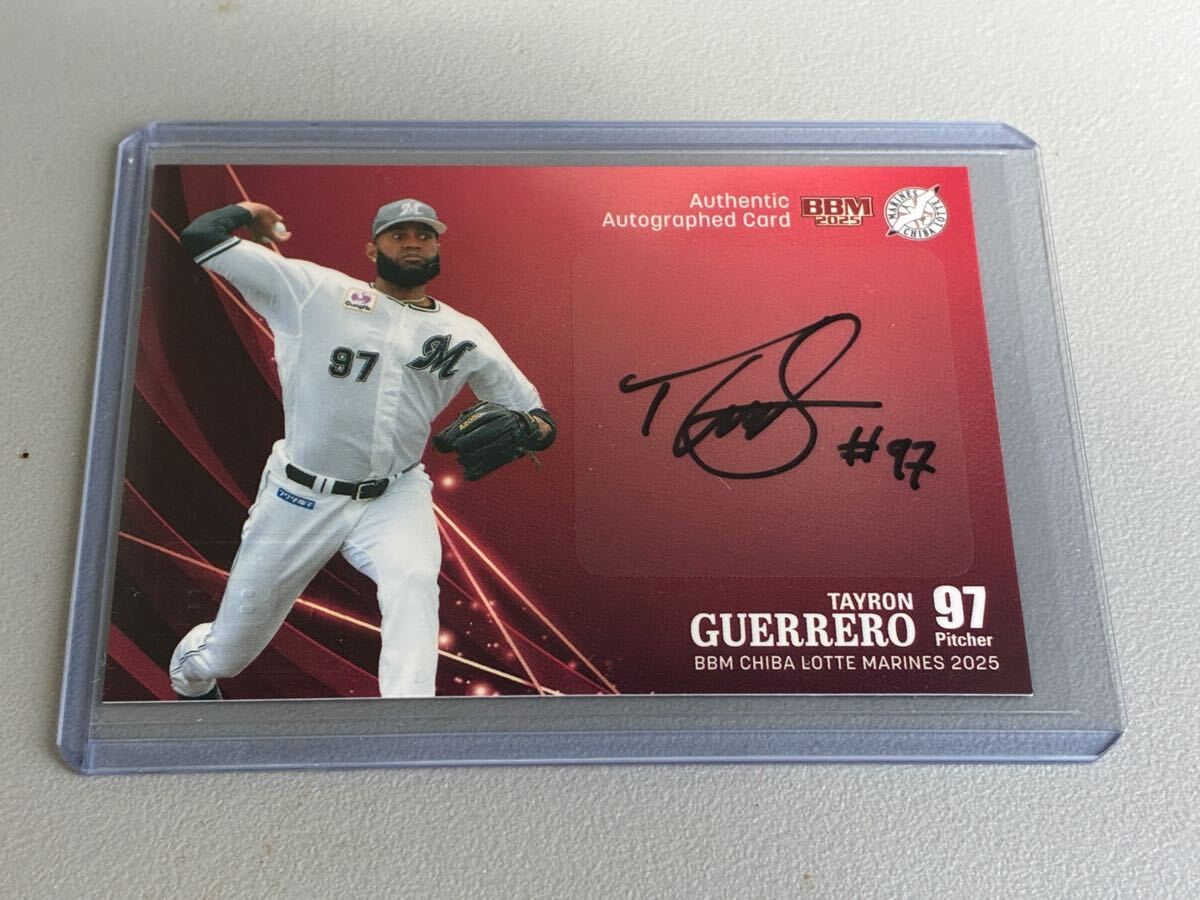 Authentic
Autographed Card
BBM
2025
MARINES
CHIBA LOTTE
M
GungHo
97
M
#97
TAYRON
GUERRERO
97
Pitcher
BBM CHIBA LOTTE MARINES 2025